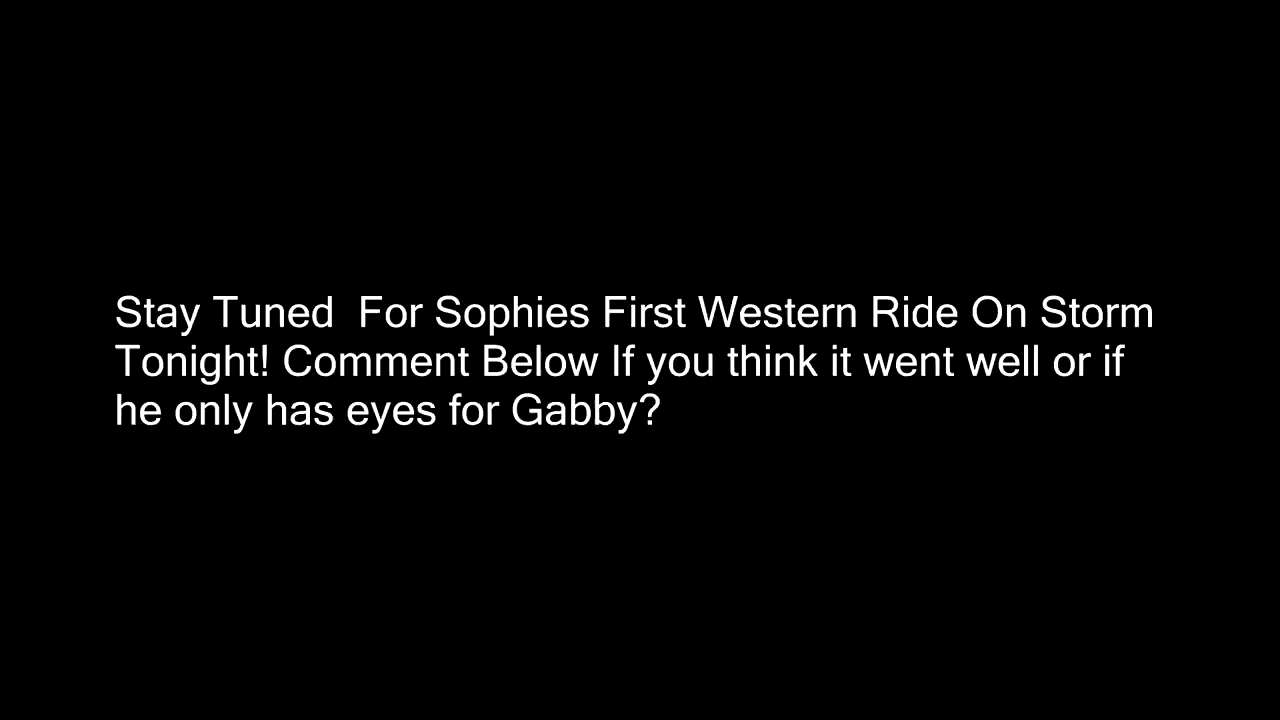 Stay Tuned  For Sophies First Western Ride On Storm
Tonight! Comment Below If you think it went well or if
he only has eyes for Gabby?